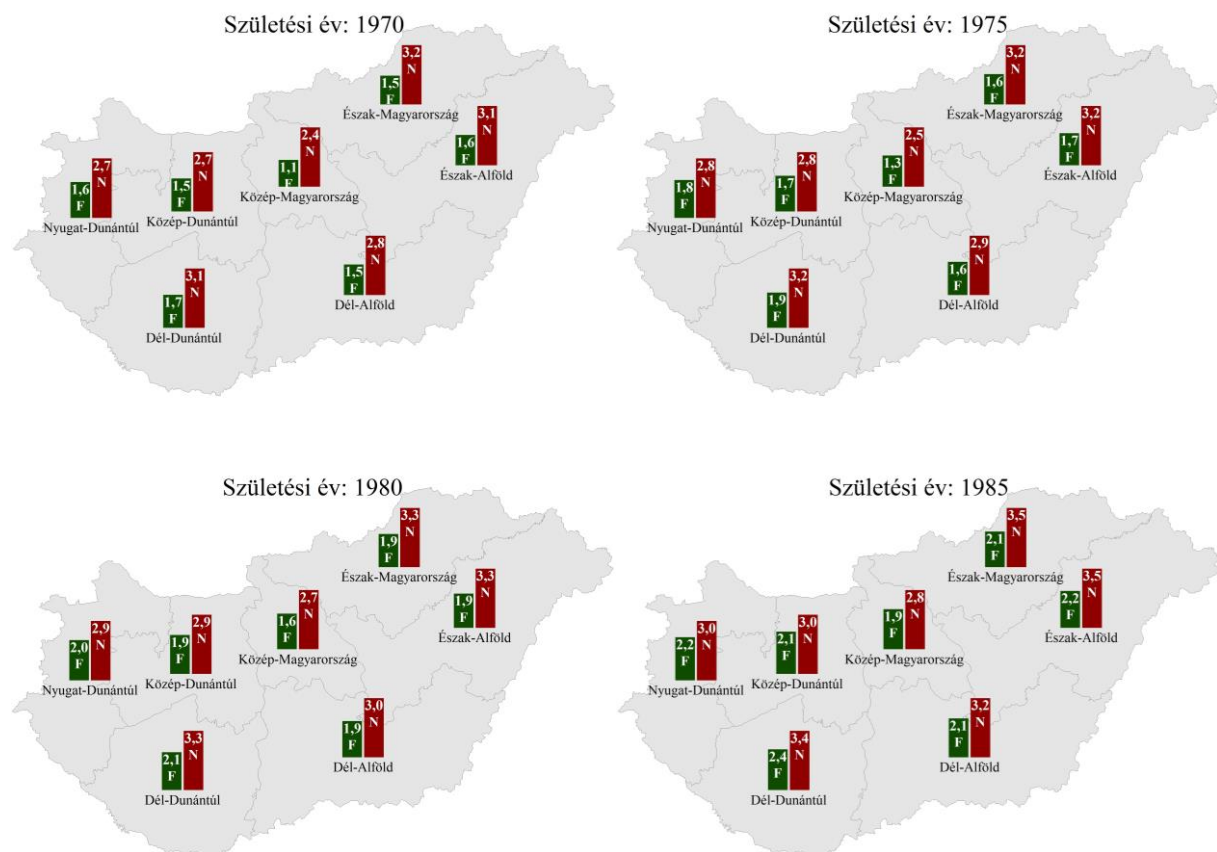 Születési év: 1970
3,2
N
1,5
F
Észak-Magyarország
3,1
N
1,6
F
Észak-Alföld
2,4
N
1,1
F
Közép-Magyarország
2,7
N
1,6
F
Nyugat-Dunántúl
2,7
N
1,5
F
Közép-Dunántúl
2,8
N
1,5
F
Dél-Alföld
3,1
N
1,7
F
Dél-Dunántúl
Születési év: 1975
3,2
N
1,6
F
Észak-Magyarország
3,2
N
1,7
F
Észak-Alföld
2,5
N
1,3
F
Közép-Magyarország
2,8
N
1,8
F
Nyugat-Dunántúl
2,8
N
1,7
F
Közép-Dunántúl
2,9
N
1,6
F
Dél-Alföld
3,2
N
1,9
F
Dél-Dunántúl
Születési év: 1980
3,3
N
1,9
F
Észak-Magyarország
3,3
N
1,9
F
Észak-Alföld
2,7
N
1,6
F
Közép-Magyarország
2,9
N
2,0
F
Nyugat-Dunántúl
2,9
N
1,9
F
Közép-Dunántúl
3,0
N
1,9
F
Dél-Alföld
3,3
N
2,1
F
Dél-Dunántúl
Születési év: 1985
3,5
N
2,1
F
Észak-Magyarország
3,5
N
2,2
F
Észak-Alföld
2,8
N
1,9
F
Közép-Magyarország
3,0
N
2,2
F
Nyugat-Dunántúl
3,0
N
2,1
F
Közép-Dunántúl
3,2
N
2,1
F
Dél-Alföld
3,4
N
2,4
F
Dél-Dunántúl